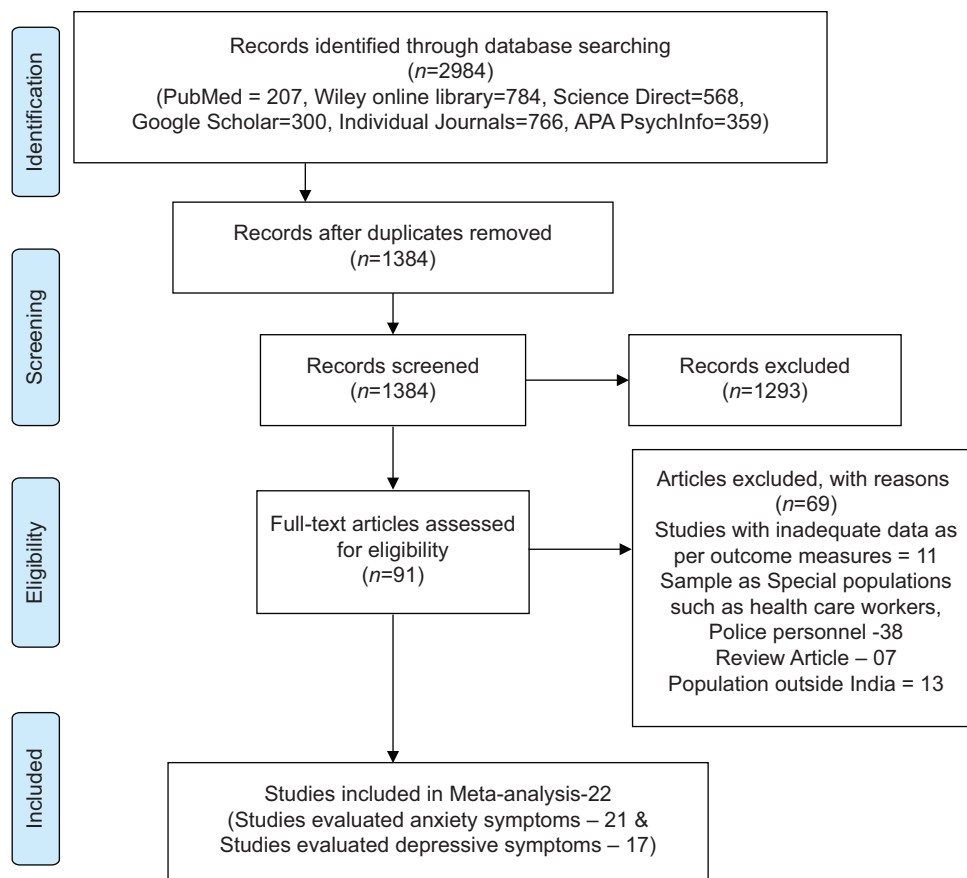 Identification
Records identified through database searching
(n=2984)
(PubMed = 207, Wiley online library=784, Science Direct=568,
Google Scholar=300, Individual Journals=766, APA PsychInfo=359)
Records after duplicates removed
(n=1384)
Screening
Records screened
(n=1384)
Records excluded
(n=1293)
Eligibility
Full-text articles assessed
for eligibility
(n=91)
Articles excluded, with reasons
(n=69)
Studies with inadequate data as
per outcome measures = 11
Sample as Special populations
such as health care workers,
Police personnel -38
Review Article – 07
Population outside India = 13
Included
Studies included in Meta-analysis-22
(Studies evaluated anxiety symptoms – 21 &
Studies evaluated depressive symptoms – 17)